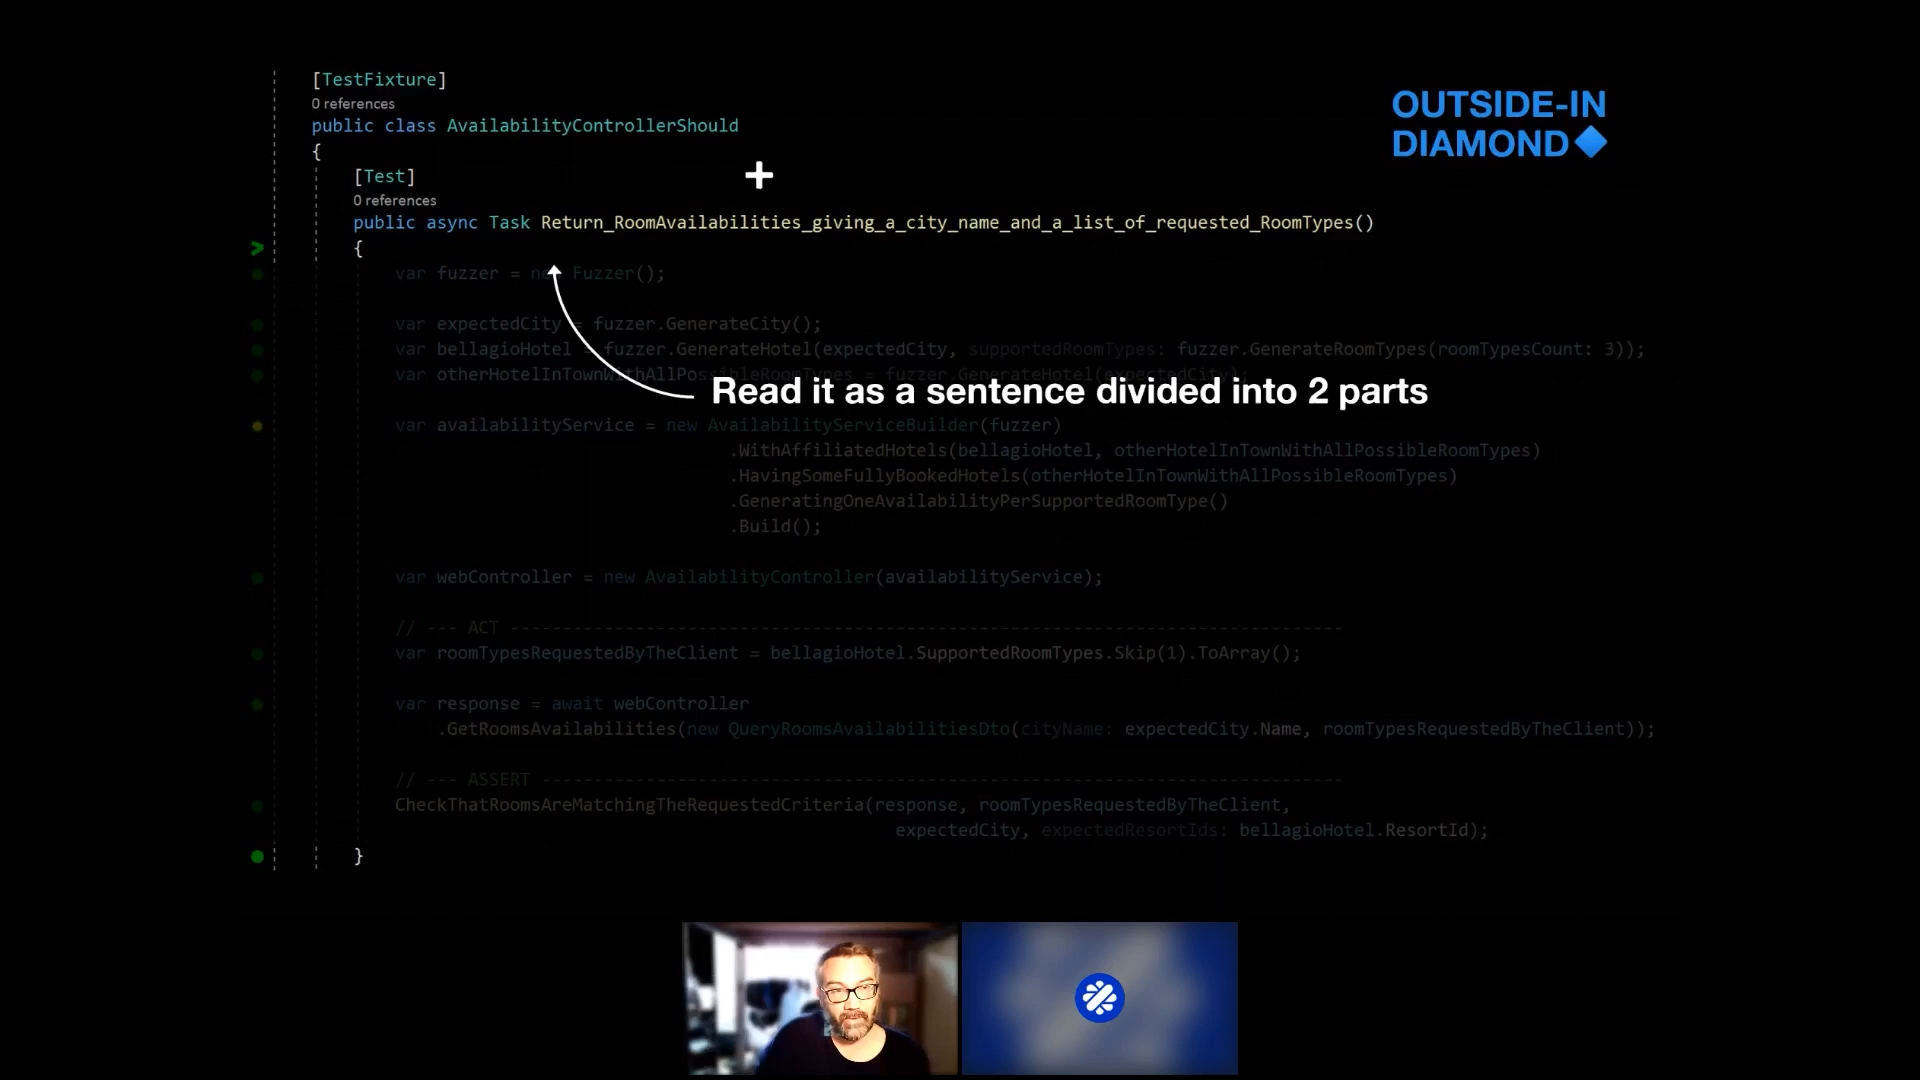 [TestFixture]
0 references
public class AvailabilityControllerShould
{
[Test]
0 references
public async Task Return_RoomAvailabilities_giving_a_city_name_and_a_list_of_requested_RoomTypes()
{
var fuzzer = new Fuzzer();
var expectedCity = fuzzer.GenerateCity();
var bellagioHotel = fuzzer.GenerateHotel(expectedCity, supportedRoomTypes: fuzzer.GenerateRoomTypes(roomTypesCount: 3));
var otherHotelInTownWithAllPossibleRoomTypes = fuzzer.GenerateHotel(expectedCity);
var availabilityService = new AvailabilityServiceBuilder(fuzzer)
.WithAffiliatedHotels(bellagioHotel, otherHotelInTownWithAllPossibleRoomTypes)
.HavingSomeFullyBookedHotels(otherHotelInTownWithAllPossibleRoomTypes)
.GeneratingOneAvailabilityPerSupportedRoomType()
.Build();
var webController = new AvailabilityController(availabilityService);
// --- ACT --------------------------------------------------------------------------------
var roomTypesRequestedByTheClient = bellagioHotel.SupportedRoomTypes.Skip(1).ToArray();
var response = await webController
.GetRoomsAvailabilities(new QueryRoomsAvailabilitiesDto(cityName: expectedCity.Name, roomTypesRequestedByTheClient));
// --- ASSERT -----------------------------------------------------------------------------
CheckThatRoomsAreMatchingTheRequestedCriteria(response, roomTypesRequestedByTheClient,
expectedCity, expectedResortIds: bellagioHotel.ResortId);
}
OUTSIDE-IN
DIAMOND
+
Read it as a sentence divided into 2 parts